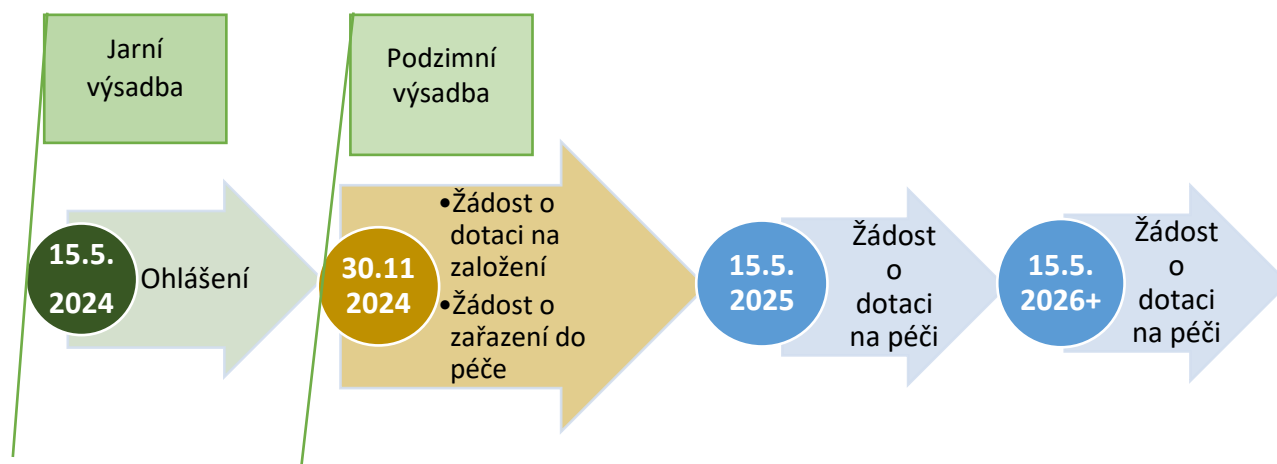 Jarní
výsadba
Podzimní
výsadba
15.5.
2024
Ohlášení
30.11
2024
•Žádost o
dotaci na
založení
•Žádost o
zařazení do
péče
15.5.
2025
Žádost
o
dotaci
na péči
15.5.
2026+
Žádost
o
dotaci
na péči